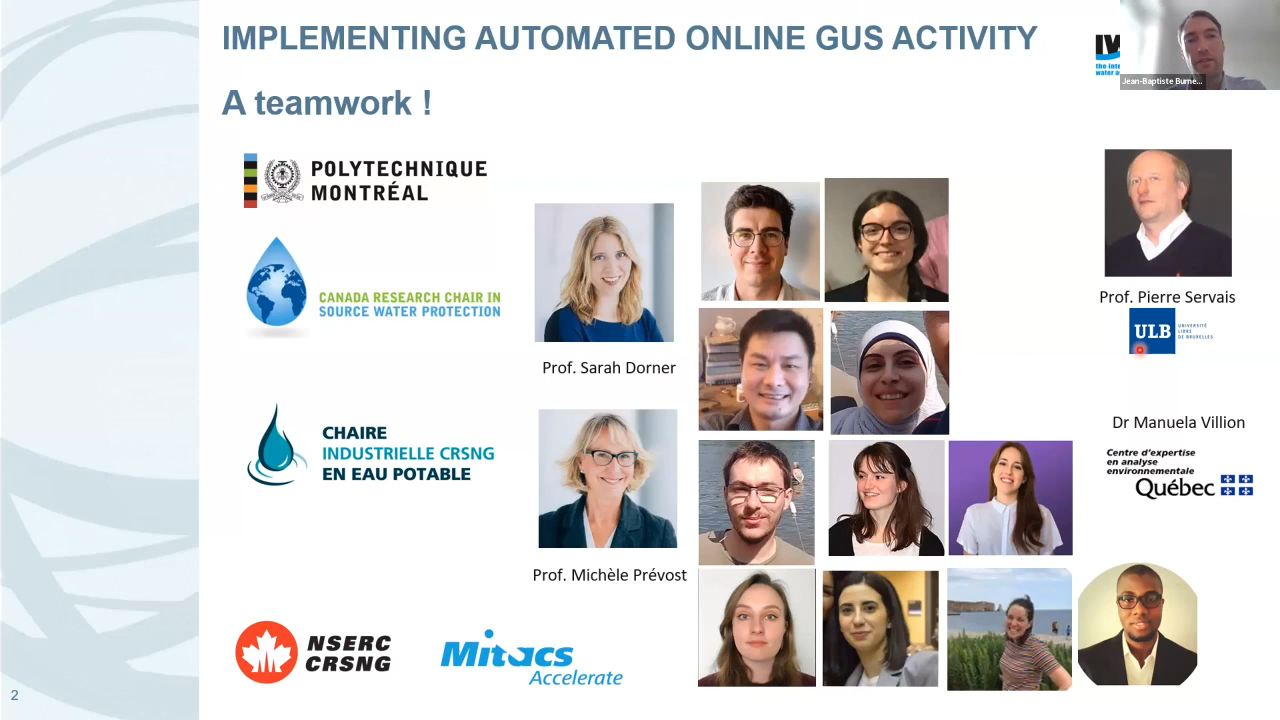 IMPLEMENTING AUTOMATED ONLINE GUS ACTIVITY
A teamwork !
Jean-Baptiste Burne...
POLYTECHNIQUE
MONTRÉAL
CANADA RESEARCH CHAIR IN
SOURCE WATER PROTECTION
Prof. Sarah Dorner
Prof. Pierre Servais
ULB
UNIVERSITÉ
LIBRE
DE BRUXELLES
CHAIRE
INDUSTRIELLE CRSNG
EN EAU POTABLE
Dr Manuela Villion
Centre d'expertise
en analyse
environnementale
Québec
Prof. Michèle Prévost
NSERC
CRSNG
Mitacs
Accelerate
2